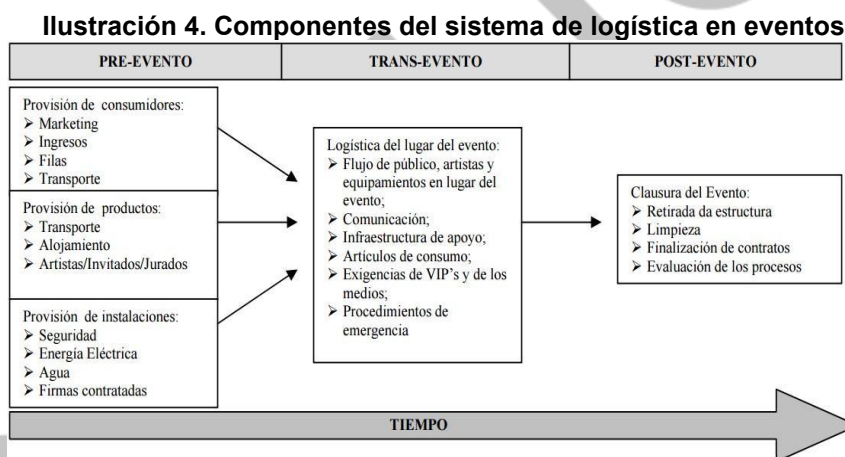 Ilustración 4. Componentes del sistema de logística en eventos
PRE-EVENTO
TRANS-EVENTO
POST-EVENTO
Provisión de consumidores:
➢ Marketing
➢ Ingresos
➢ Filas
➢ Transporte
Provisión de productos:
➢ Transporte
➢ Alojamiento
➢ Artistas/Invitados/Jurados
Provisión de instalaciones:
➢ Seguridad
➢ Energía Eléctrica
➢ Agua
➢ Firmas contratadas
Logística del lugar del evento:
➢ Flujo de público, artistas y
equipamientos en lugar del
evento;
➢ Comunicación;
➢ Infraestructura de apoyo;
➢ Artículos de consumo;
➢ Exigencias de VIP’s y de los
medios;
➢ Procedimientos de
emergencia
Clausura del Evento:
➢ Retirada da estructura
➢ Limpieza
➢ Finalización de contratos
➢ Evaluación de los procesos
TIEMPO